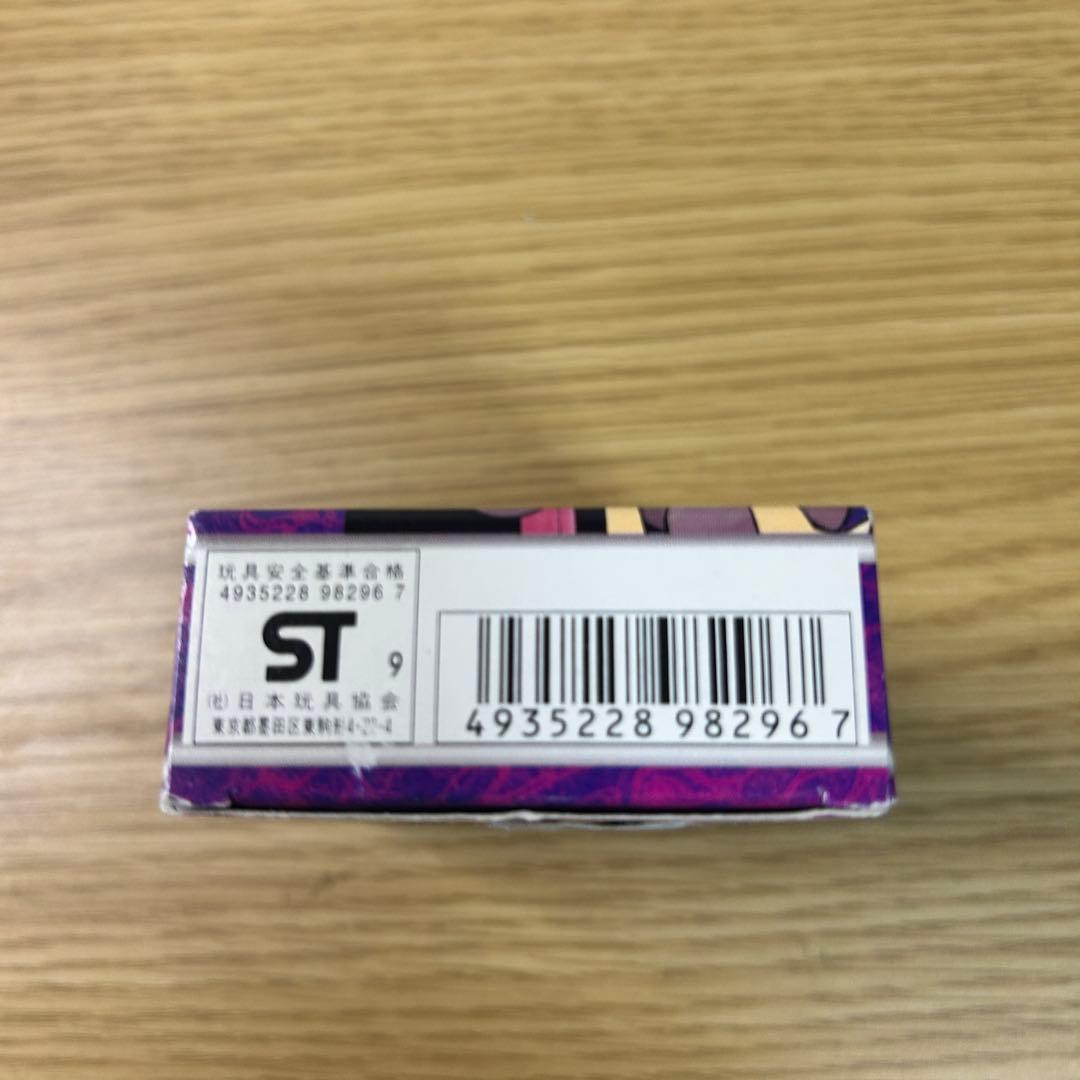 玩具安全基準合格
4935228 98296 7
ST 9
(社)日本玩具協会
東京都墨田区東駒形4-22-4
4935228 98296 7